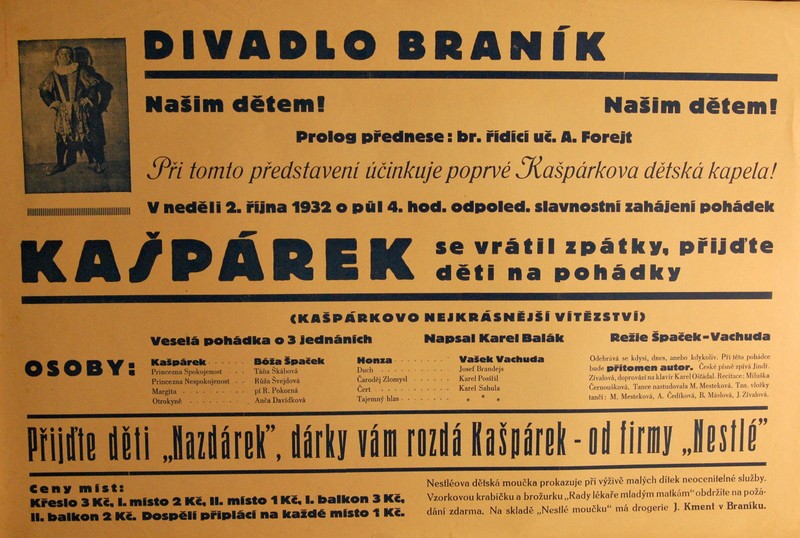 DIVADLO BRANÍK
Našim dětem! Našim dětem!
Prolog přednese: br. řídící uč. A. Forejt
Při tomto představení účinkuje poprvé Kašpárkova dětská kapela!
V neděli 2. října 1932 o půl 4. hod. odpoled. slavnostní zahájení pohádek
KAŠPÁREK se vrátil zpátky, přijďte
děti na pohádky
(KAŠPÁRKOVO NEJKRÁSNĚJŠÍ VÍTĚZSTVÍ)
Veselá pohádka o 3 jednáních Napsal Karel Balák Režie Špaček-Vachuda
OSOBY:
Kašpárek . . . . . . Bóža Špaček
Princezna Spokojenost . . Táňa Skábová
Princezna Nespokojenost . Růža Švejdová
Margita . . . . . . pí R. Pokorná
Otrokyně . . . . . . Anča Davídková
Honza . . . . . . Vašek Vachuda
Duch . . . . . . Josef Brandejs
Čaroděj Zlomysl . . . . Karel Postřil
Čert . . . . . . Karel Sabula
Tajemný hlas . . . . . * * *
Odehrává se kdysi, dnes, anebo kdykoliv. Při této pohádce
bude přítomen autor. České písně zpívá Jindř.
Zívalová, doprovází na klavír Karel Ošťádal. Recitace: Miluška
Černoušková. Tance nastudovala M. Mesteková. Tan. vložky
tančí: M. Mesteková, A. Čedíková, B. Máslová, J. Zívalová.
Přijďte děti „Nazdárek", dárky vám rozdá Kašpárek - od firmy „Nestlé"
Ceny míst:
Křeslo 3 Kč, I. místo 2 Kč, II. místo 1 Kč, I. balkon 3 Kč,
II. balkon 2 Kč. Dospělí připlácí na každé místo 1 Kč.
Nestléova dětská moučka prokazuje při výživě malých dítek neocenitelné služby.
Vzorkovou krabičku a brožurku „Rady lékaře mladým matkám" obdržíte na požá-
dání zdarma. Na skladě „Nestlé moučku" má drogerie J. Kment v Braníku.